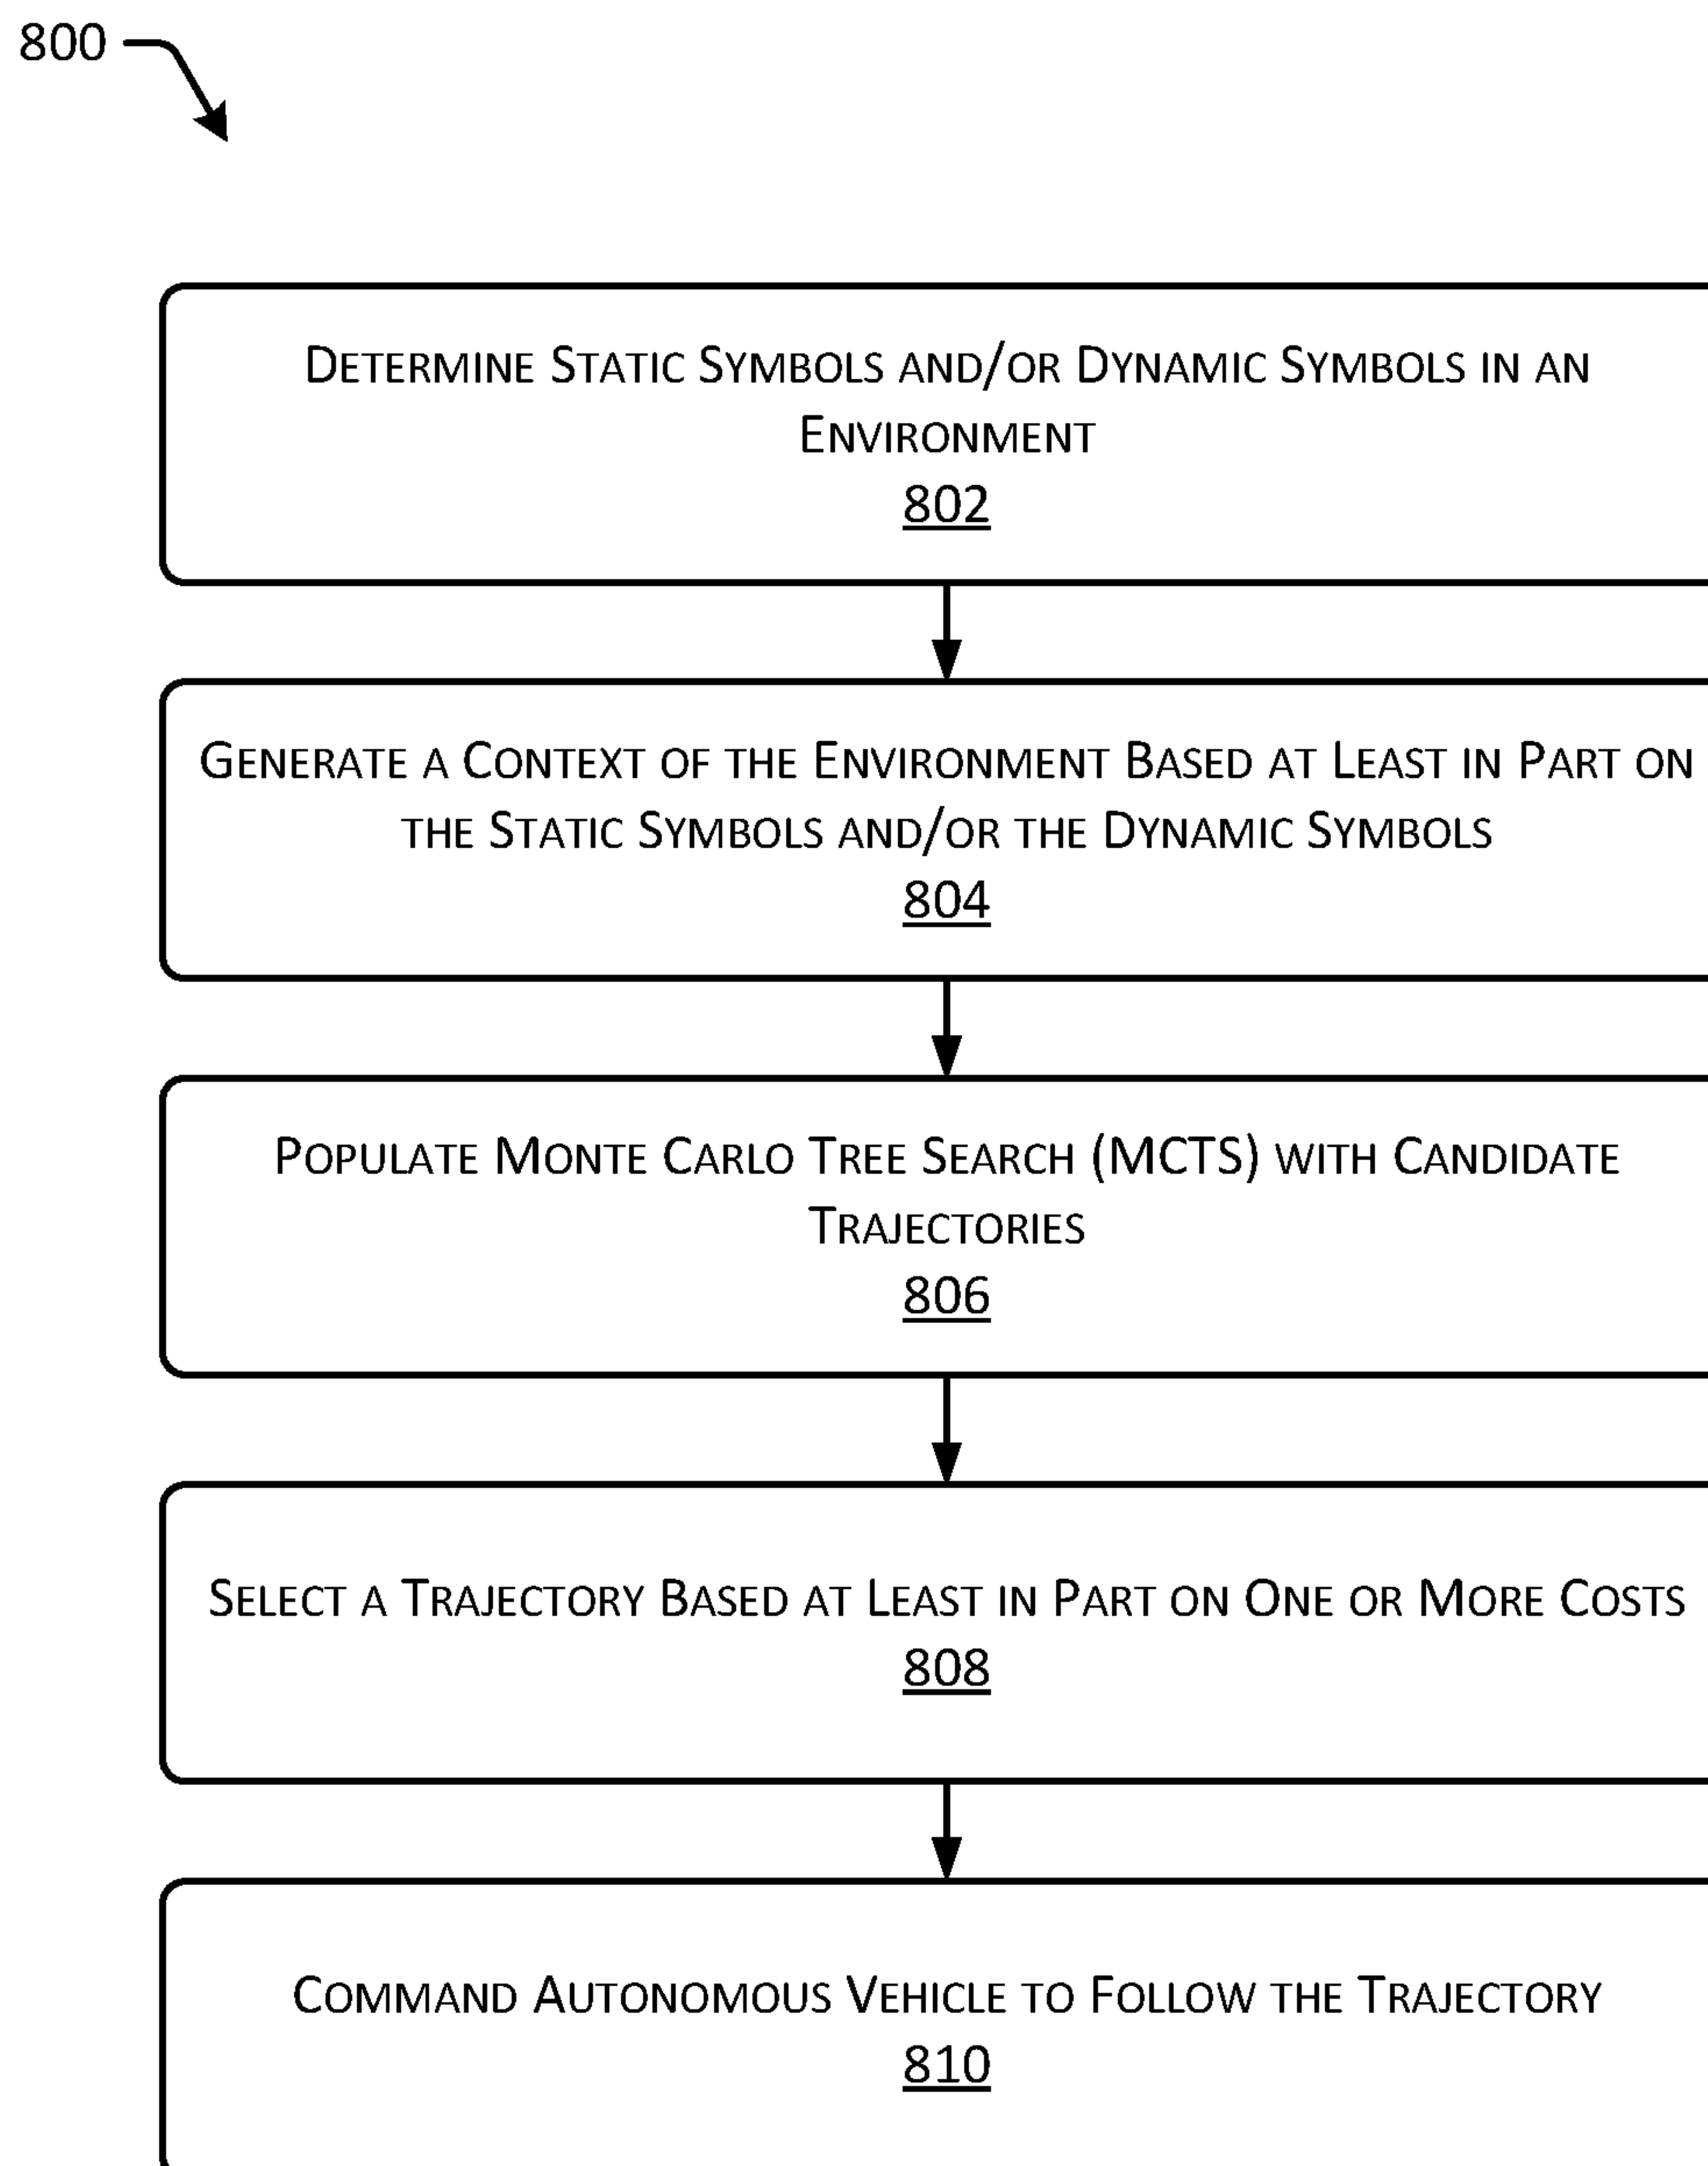 800
Determine Static Symbols and/or Dynamic Symbols in an
Environment
802
Generate a Context of the Environment Based at Least in Part on
the Static Symbols and/or the Dynamic Symbols
804
Populate Monte Carlo Tree Search (MCTS) with Candidate
Trajectories
806
Select a Trajectory Based at Least in Part on One or More Costs
808
Command Autonomous Vehicle to Follow the Trajectory
810